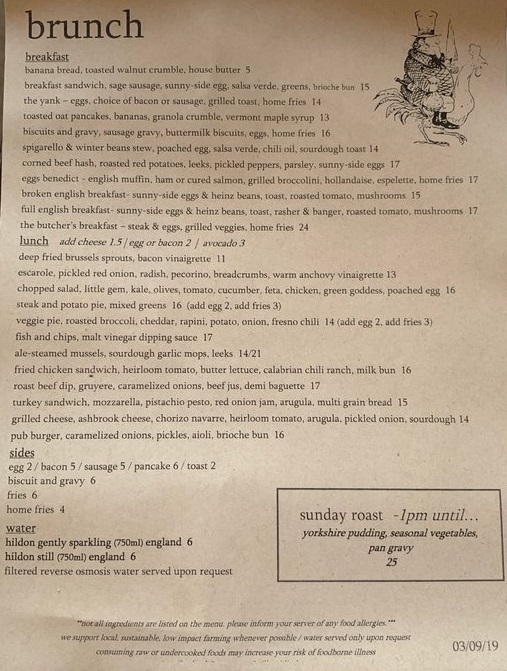 brunch
breakfast
banana bread, toasted walnut crumble, house butter 5
breakfast sandwich, sage sausage, sunny-side egg, salsa verde, greens, brioche bun 15
the yank – eggs, choice of bacon or sausage, grilled toast, home fries 14
toasted oat pancakes, bananas, granola crumble, vermont maple syrup 13
biscuits and gravy, sausage gravy, buttermilk biscuits, eggs, home fries 16
spigarello & winter beans stew, poached egg, salsa verde, chili oil, sourdough toast 14
corned beef hash, roasted red potatoes, leeks, pickled peppers, parsley, sunny-side eggs 17
eggs benedict - english muffin, ham or cured salmon, grilled broccolini, hollandaise, espelette, home fries 17
broken english breakfast- sunny-side eggs & heinz beans, toast, roasted tomato, mushrooms 15
full english breakfast- sunny-side eggs & heinz beans, toast, rasher & banger, roasted tomato, mushrooms 17
the butcher's breakfast – steak & eggs, grilled veggies, home fries 24
lunch add cheese 1.5 / egg or bacon 2 / avocado 3
deep fried brussels sprouts, bacon vinaigrette 11
escarole, pickled red onion, radish, pecorino, breadcrumbs, warm anchovy vinaigrette 13
chopped salad, little gem, kale, olives, tomato, cucumber, feta, chicken, green goddess, poached egg 16
steak and potato pie, mixed greens 16 (add egg 2, add fries 3)
veggie pie, roasted broccoli, cheddar, rapini, potato, onion, fresno chili 14 (add egg 2, add fries 3)
fish and chips, malt vinegar dipping sauce 17
ale-steamed mussels, sourdough garlic mops, leeks 14/21
fried chicken sandwich, heirloom tomato, butter lettuce, calabrian chili ranch, milk bun 16
roast beef dip, gruyere, caramelized onions, beef jus, demi baguette 17
turkey sandwich, mozzarella, pistachio pesto, red onion jam, arugula, multi grain bread 15
grilled cheese, ashbrook cheese, chorizo navarre, heirloom tomato, arugula, pickled onion, sourdough 14
pub burger, caramelized onions, pickles, aioli, brioche bun 16
sides
egg 2 / bacon 5 / sausage 5 / pancake 6 / toast 2
biscuit and gravy 6
fries 6
home fries 4
water
hildon gently sparkling (750ml) england 6
hildon still (750ml) england 6
filtered reverse osmosis water served upon request
sunday roast -1pm until...
yorkshire pudding, seasonal vegetables,
pan gravy
25
**not all ingredients are listed on the menu. please inform your server of any food allergies.***
we support local, sustainable, low impact farming whenever possible / water served only upon request
consuming raw or undercooked foods may increase your risk of foodborne illness
03/09/19